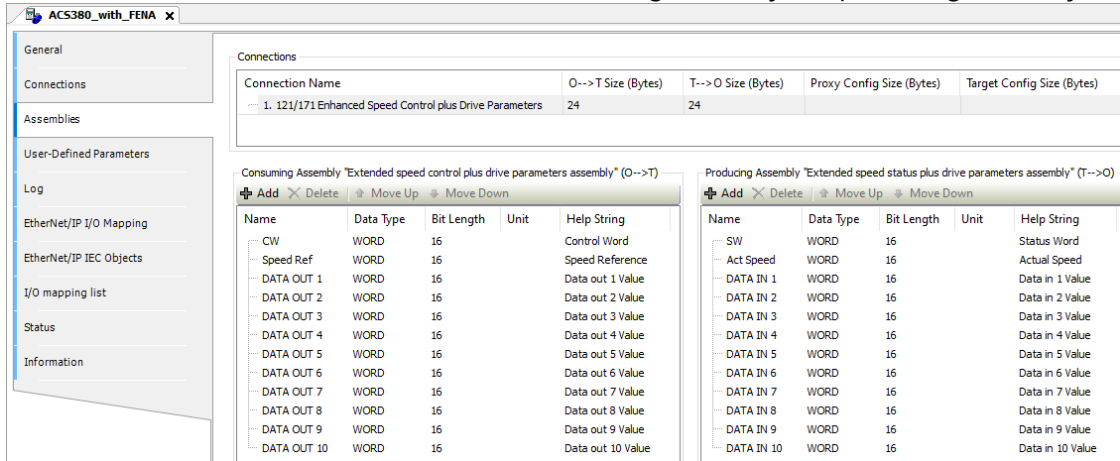 ACS380_with_FENA X
General
Connections
Assemblies
User-Defined Parameters
Log
EtherNet/IP I/O Mapping
EtherNet/IP IEC Objects
I/O mapping list
Status
Information
Connections
Connection Name O-->T Size (Bytes) T-->O Size (Bytes) Proxy Config Size (Bytes) Target Config Size (Bytes)
1. 121/171 Enhanced Speed Control plus Drive Parameters 24 24
Consuming Assembly "Extended speed control plus drive parameters assembly" (O-->T)
Add Delete Move Up Move Down
Name Data Type Bit Length Unit Help String
CW WORD 16 Control Word
Speed Ref WORD 16 Speed Reference
DATA OUT 1 WORD 16 Data out 1 Value
DATA OUT 2 WORD 16 Data out 2 Value
DATA OUT 3 WORD 16 Data out 3 Value
DATA OUT 4 WORD 16 Data out 4 Value
DATA OUT 5 WORD 16 Data out 5 Value
DATA OUT 6 WORD 16 Data out 6 Value
DATA OUT 7 WORD 16 Data out 7 Value
DATA OUT 8 WORD 16 Data out 8 Value
DATA OUT 9 WORD 16 Data out 9 Value
DATA OUT 10 WORD 16 Data out 10 Value
Producing Assembly "Extended speed status plus drive parameters assembly" (T-->O)
Add Delete Move Up Move Down
Name Data Type Bit Length Unit Help String
SW WORD 16 Status Word
Act Speed WORD 16 Actual Speed
DATA IN 1 WORD 16 Data in 1 Value
DATA IN 2 WORD 16 Data in 2 Value
DATA IN 3 WORD 16 Data in 3 Value
DATA IN 4 WORD 16 Data in 4 Value
DATA IN 5 WORD 16 Data in 5 Value
DATA IN 6 WORD 16 Data in 6 Value
DATA IN 7 WORD 16 Data in 7 Value
DATA IN 8 WORD 16 Data in 8 Value
DATA IN 9 WORD 16 Data in 9 Value
DATA IN 10 WORD 16 Data in 10 Value